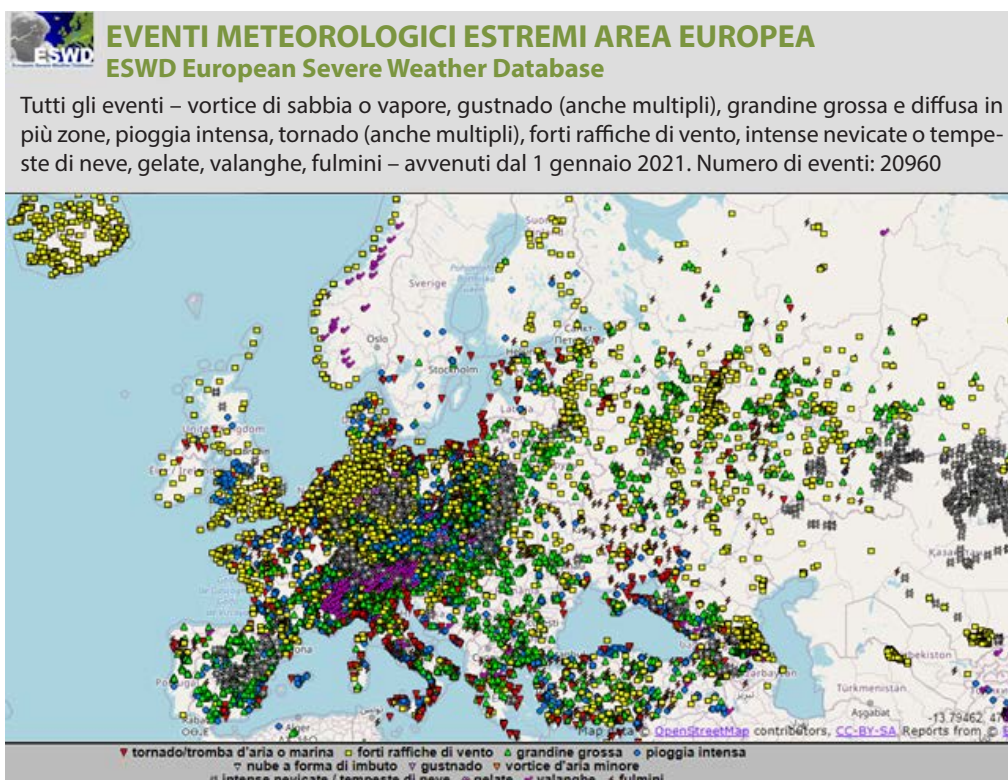 ESWD
EVENTI METEOROLOGICI ESTREMI AREA EUROPEA
ESWD European Severe Weather Database
Tutti gli eventi – vortice di sabbia o vapore, gustnado (anche multipli), grandine grossa e diffusa in
più zone, pioggia intensa, tornado (anche multipli), forti raffiche di vento, intense nevicate o tempe-
ste di neve, gelate, valanghe, fulmini – avvenuti dal 1 gennaio 2021. Numero di eventi: 20960
Sverige
Oslo
Stockholm
Türkmenistan
Aşgabat
-13.79462, 47
Map data © OpenStreetMap contributors, CC-BY-SA, Reports from ©
tornado/tromba d'aria o marina forti raffiche di vento grandine grossa pioggia intensa
nube a forma di imbuto gustnado vortice d'aria minore
intense nevicate / tempeste di neve gelate valanghe fulmini